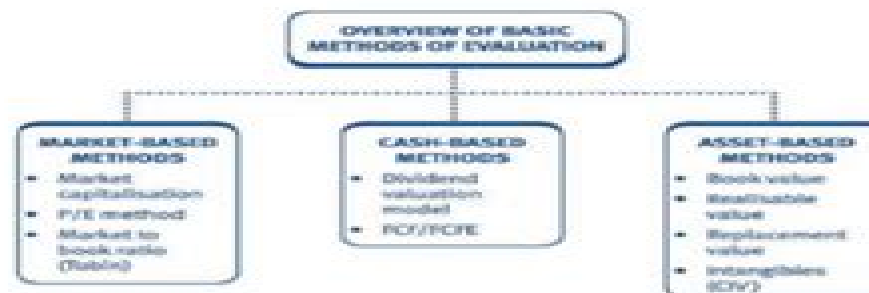 OVERVIEW OF BASIC
METHODS OF EVALUATION
MARKET-BASED
METHODS
• Market
capitalisation
• P/E method
• Market to
book ratio
(Tobin)
CASH-BASED
METHODS
• Dividend
valuation
model
• FCF/FCFE
ASSET-BASED
METHODS
• Book value
• Realisable
value
• Replacement
value
• Intangibles
(CIV)